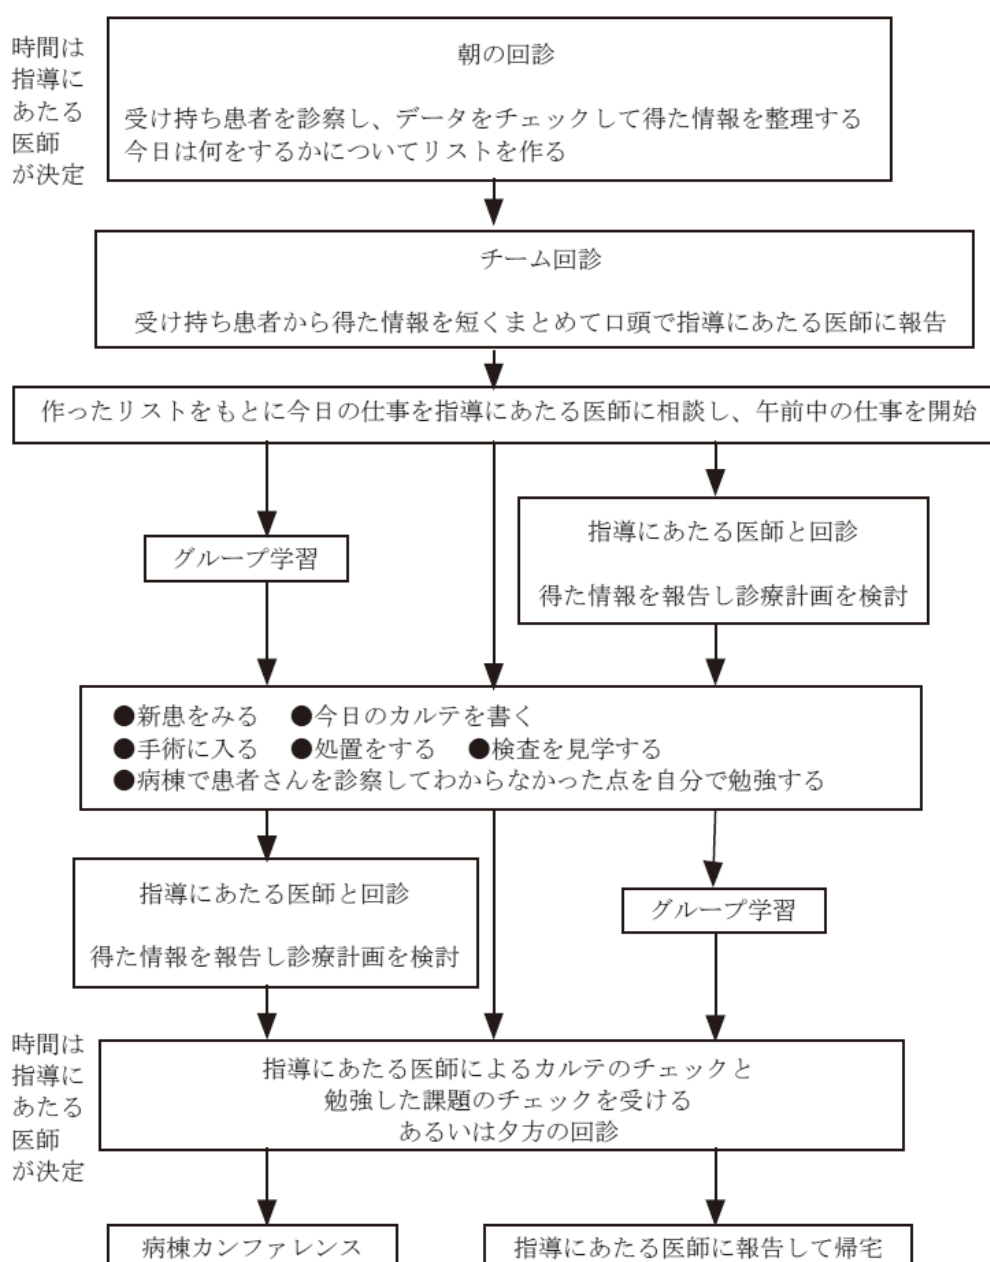 時間は
指導に
あたる
医師
が決定
朝の回診
受け持ち患者を診察し、データをチェックして得た情報を整理する
今日は何をするかについてリストを作る
チーム回診
受け持ち患者から得た情報を短くまとめて口頭で指導にあたる医師に報告
作ったリストをもとに今日の仕事を指導にあたる医師に相談し、午前中の仕事を開始
グループ学習
指導にあたる医師と回診
得た情報を報告し診療計画を検討
●新患をみる ●今日のカルテを書く
●手術に入る ●処置をする ●検査を見学する
●病棟で患者さんを診察してわからなかった点を自分で勉強する
指導にあたる医師と回診
得た情報を報告し診療計画を検討
グループ学習
時間は
指導に
あたる
医師
が決定
指導にあたる医師によるカルテのチェックと
勉強した課題のチェックを受ける
あるいは夕方の回診
病棟カンファレンス
指導にあたる医師に報告して帰宅